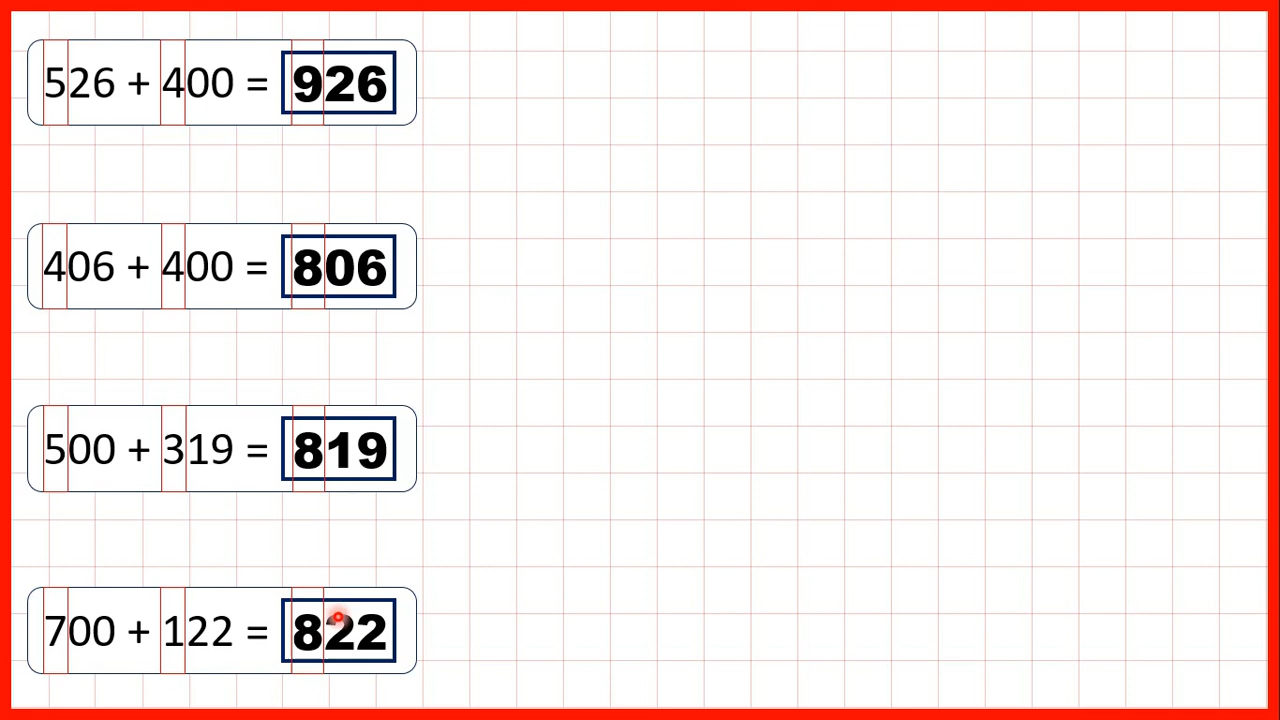 526 + 400 = 926
406 + 400 = 806
500 + 319 = 819
700 + 122 = 822